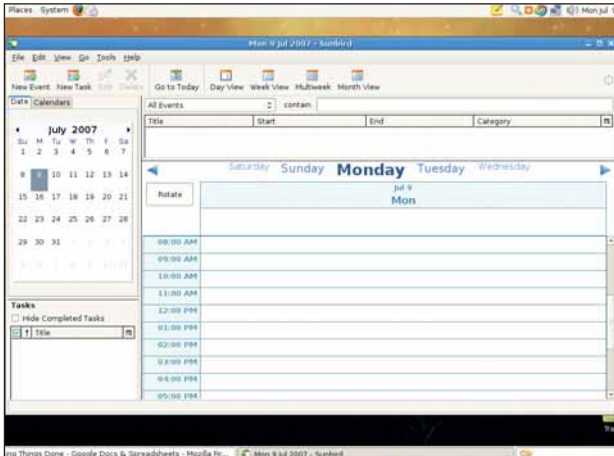 Places System Mon Jul
Mon 9 Jul 2007 - Sunbird
File Edit View Go Tools Help
New Event New Task Edit Delete Go to Today Day View Week View Multiweek Month View
Date Calendars
All Events contain
Title Start End Category
July 2007
Su M Tu W Th F Sa
1 2 3 4 5 6 7
8 9 10 11 12 13 14
15 16 17 18 19 20 21
22 23 24 25 26 27 28
29 30 31
Saturday Sunday Monday Tuesday Wednesday
Rotate
Jul 9
Mon
08:00 AM
09:00 AM
10:00 AM
11:00 AM
12:00 PM
01:00 PM
02:00 PM
03:00 PM
04:00 PM
05:00 PM
Tasks
Hide Completed Tasks
! Title
Tra
ing Things Done - Google Docs & Spreadsheets - Mozilla Fir... Mon 9 Jul 2007 - Sunbird